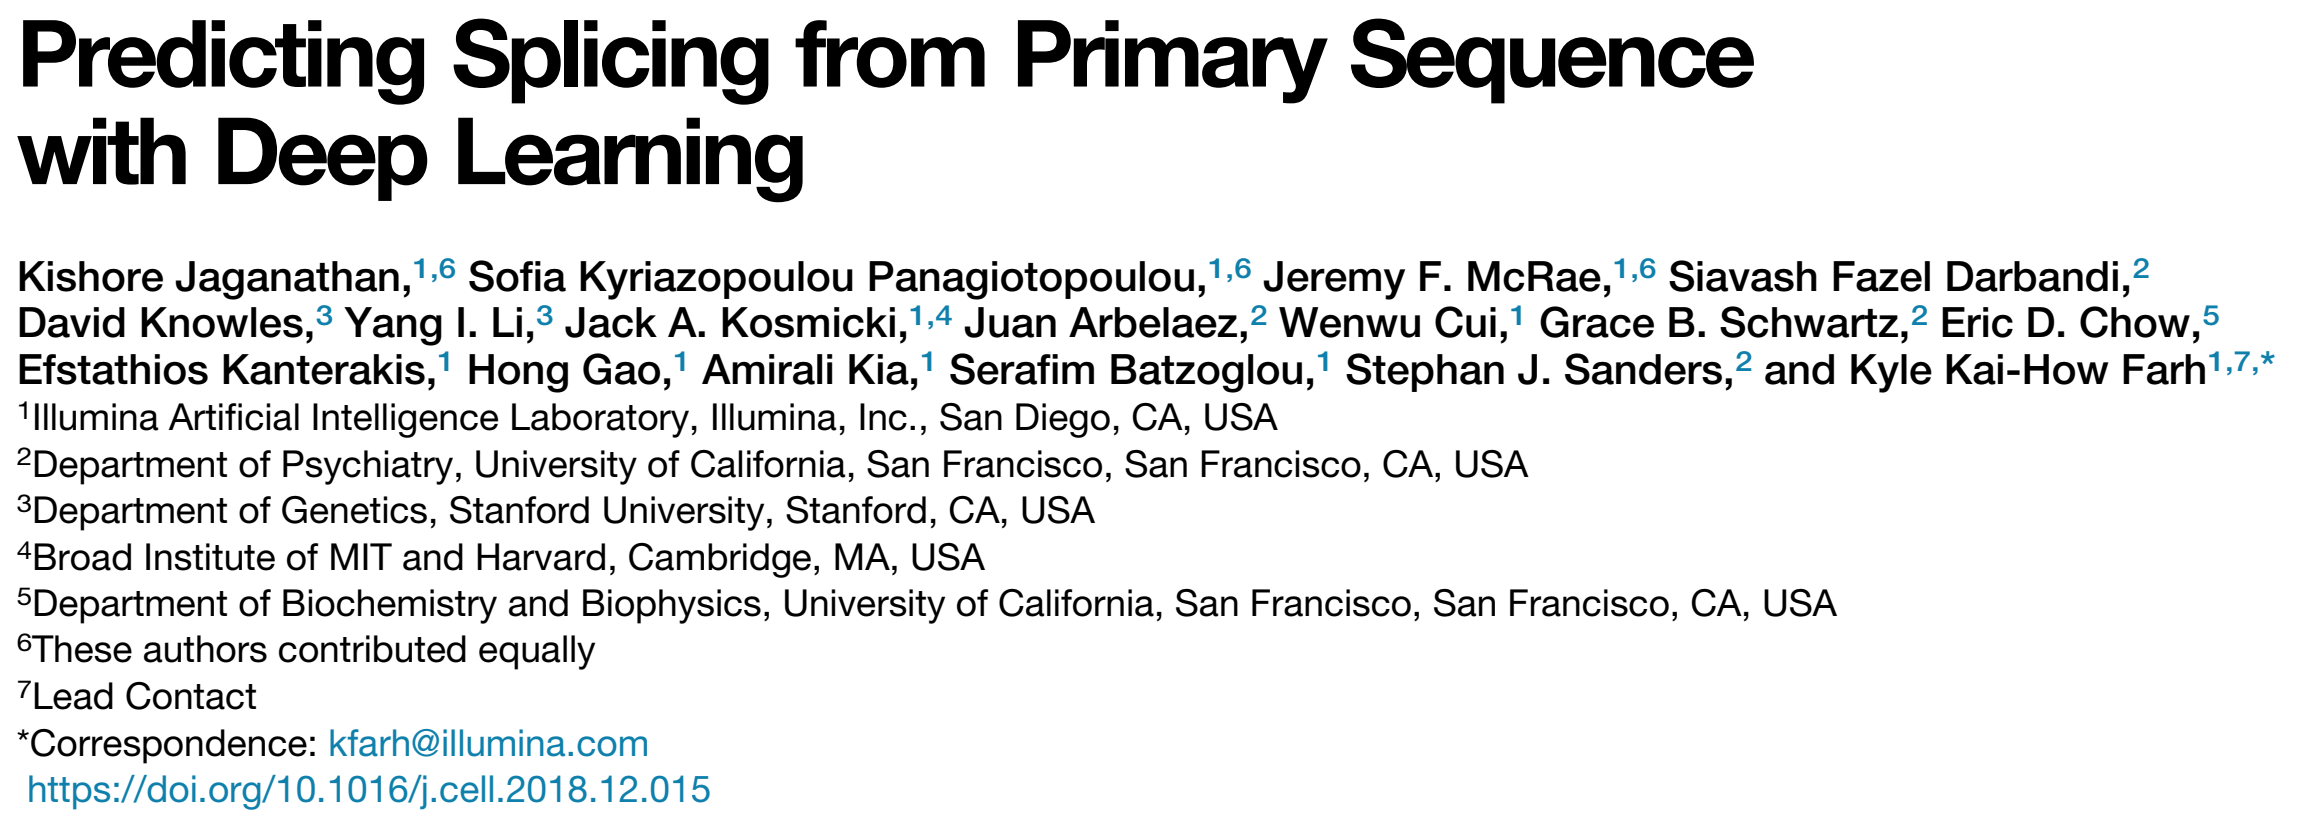 Predicting Splicing from Primary Sequence
with Deep Learning
Kishore Jaganathan,1,6 Sofia Kyriazopoulou Panagiotopoulou,1,6 Jeremy F. McRae,1,6 Siavash Fazel Darbandi,2
David Knowles,3 Yang I. Li,3 Jack A. Kosmicki,1,4 Juan Arbelaez,2 Wenwu Cui,1 Grace B. Schwartz,2 Eric D. Chow,5
Efstathios Kanterakis,1 Hong Gao,1 Amirali Kia,1 Serafim Batzoglou,1 Stephan J. Sanders,2 and Kyle Kai-How Farh1,7,*
1Illumina Artificial Intelligence Laboratory, Illumina, Inc., San Diego, CA, USA
2Department of Psychiatry, University of California, San Francisco, San Francisco, CA, USA
3Department of Genetics, Stanford University, Stanford, CA, USA
4Broad Institute of MIT and Harvard, Cambridge, MA, USA
5Department of Biochemistry and Biophysics, University of California, San Francisco, San Francisco, CA, USA
6These authors contributed equally
7Lead Contact
*Correspondence: kfarh@illumina.com
https://doi.org/10.1016/j.cell.2018.12.015